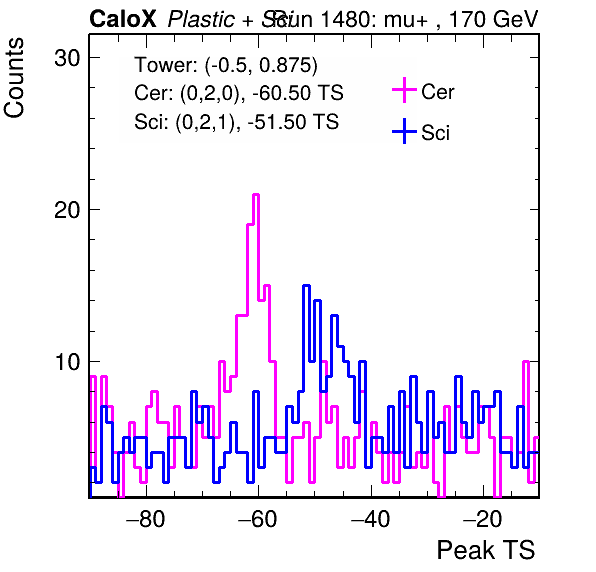 CaloX Plastic + Sci Run 1480: mu+ , 170 GeV
Counts
30
20
10
Tower: (-0.5, 0.875)
Cer: (0,2,0), -60.50 TS
Sci: (0,2,1), -51.50 TS
Cer
Sci
−80 −60 −40 −20
Peak TS